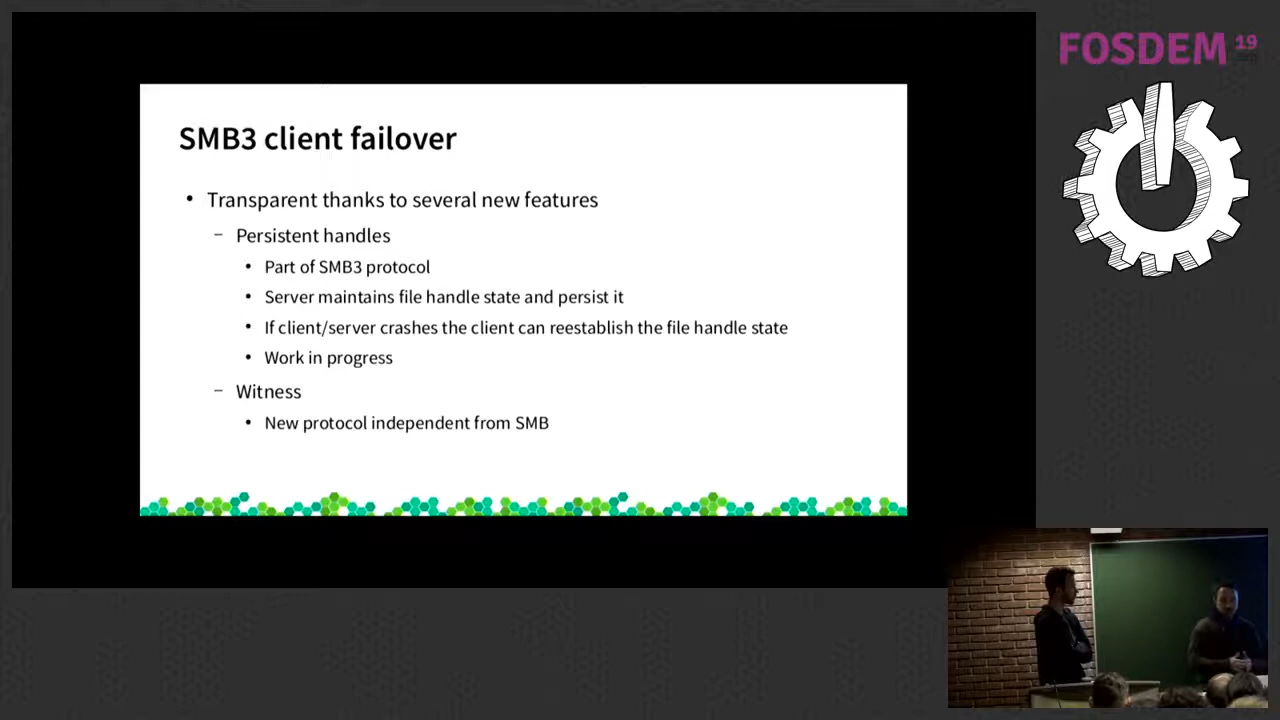 FOSDEM 19
SMB3 client failover
• Transparent thanks to several new features
– Persistent handles
• Part of SMB3 protocol
• Server maintains file handle state and persist it
• If client/server crashes the client can reestablish the file handle state
• Work in progress
– Witness
• New protocol independent from SMB